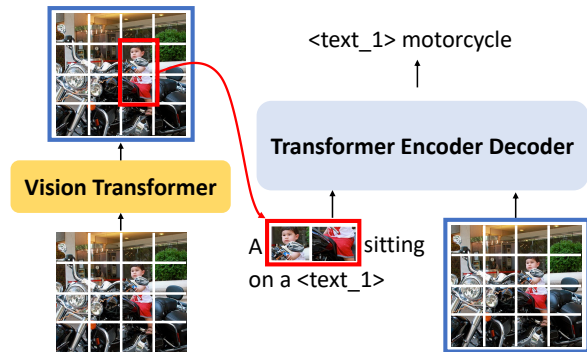 <text_1> motorcycle
Transformer Encoder Decoder
Vision Transformer
A sitting
on a <text_1>